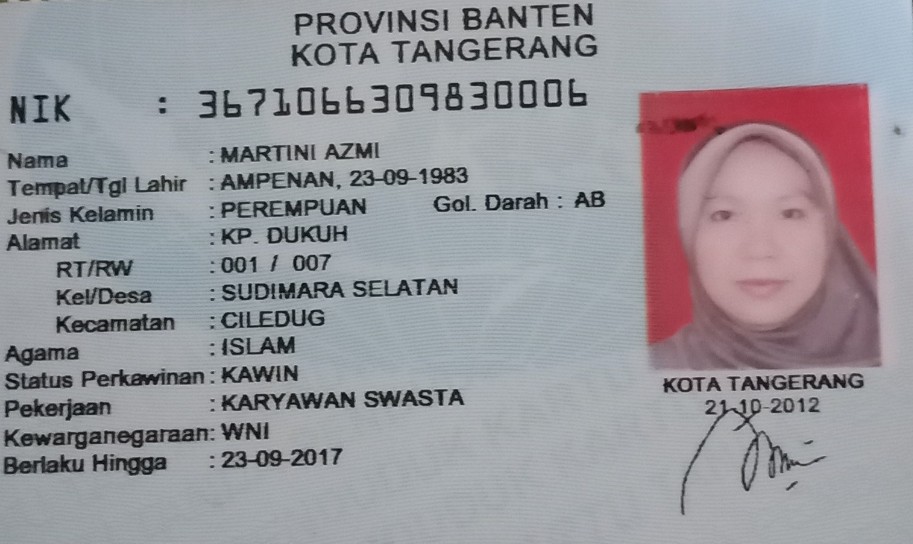 PROVINSI BANTEN
KOTA TANGERANG
NIK : 3671066309830006
Nama : MARTINI AZMI
Tempat/Tgl Lahir : AMPENAN, 23-09-1983
Jenis Kelamin : PEREMPUAN Gol. Darah : AB
Alamat : KP. DUKUH
RT/RW : 001 / 007
Kel/Desa : SUDIMARA SELATAN
Kecamatan : CILEDUG
Agama : ISLAM
Status Perkawinan : KAWIN
Pekerjaan : KARYAWAN SWASTA
Kewarganegaraan: WNI
Berlaku Hingga : 23-09-2017
KOTA TANGERANG
21-10-2012